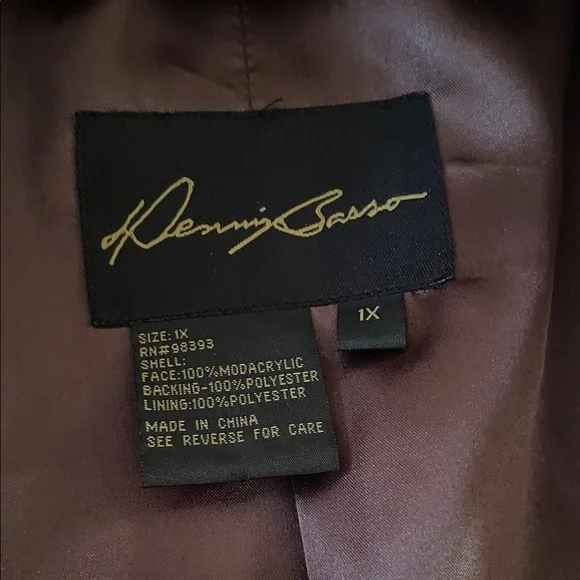 Dennis Basso
1X
SIZE: 1X
RN#98393
SHELL:
FACE:100%MODACRYLIC
BACKING-100%POLYESTER
LINING:100%POLYESTER
MADE IN CHINA
SEE REVERSE FOR CARE